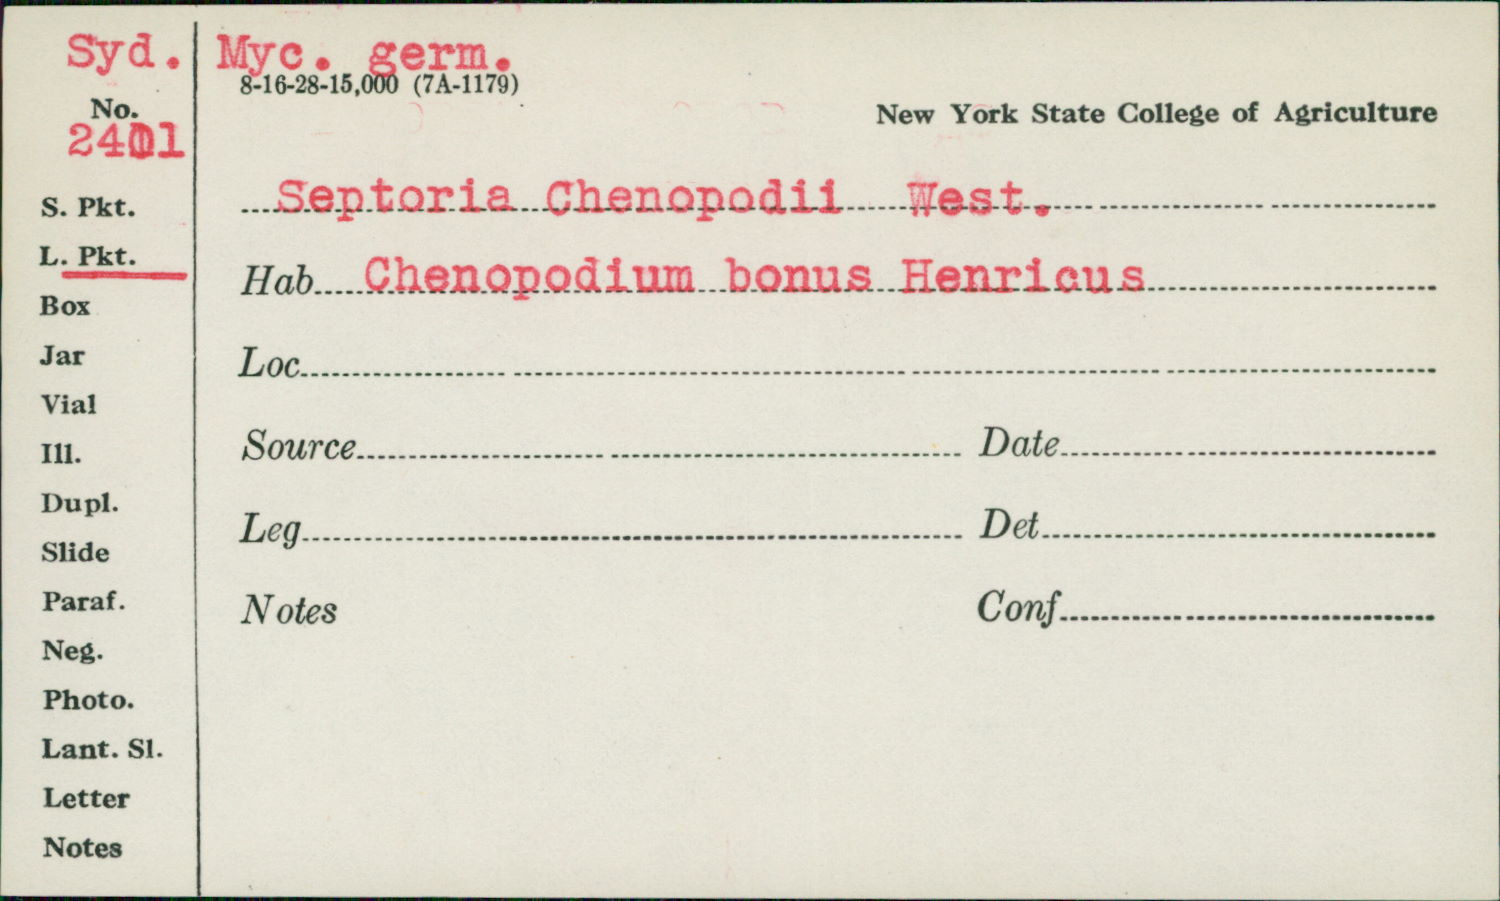 Syd. Myc. germ.
8-16-28-15,000 (7A-1179)
No.
New York State College of Agriculture
Septoria Chenopodii West.
S. Pkt.
L. Pkt.
Hab Chenopodium bonus Henricus
Box
Jar
Loc
Vial
Ill.
Source Date
Dupl.
Leg Det
Slide
Paraf.
Notes Conf
Neg.
Photo.
Lant. Sl.
Letter
Notes